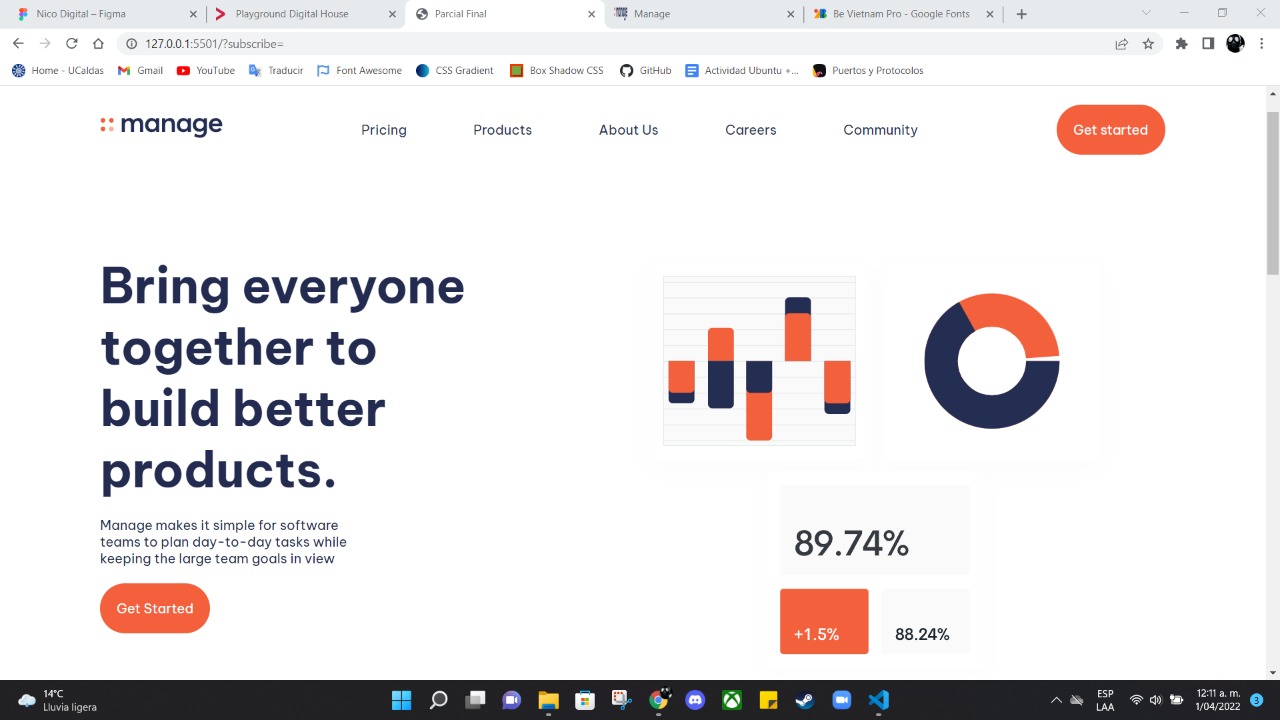 Nico Digital – Figma
Playground Digital House
Parcial Final
Manage
Be Vietnam Pro - Google Fonts
127.0.0.1:5501/?subscribe=
Home - UCaldas
Gmail
YouTube
Traducir
Font Awesome
CSS Gradient
Box Shadow CSS
GitHub
Actividad Ubuntu +...
Puertos y Protocolos
manage
Pricing
Products
About Us
Careers
Community
Get started
Bring everyone
together to
build better
products.
Manage makes it simple for software
teams to plan day-to-day tasks while
keeping the large team goals in view
Get Started
89.74%
+1.5%
88.24%
14°C
Lluvia ligera
ESP
LAA
12:11 a. m.
1/04/2022
3